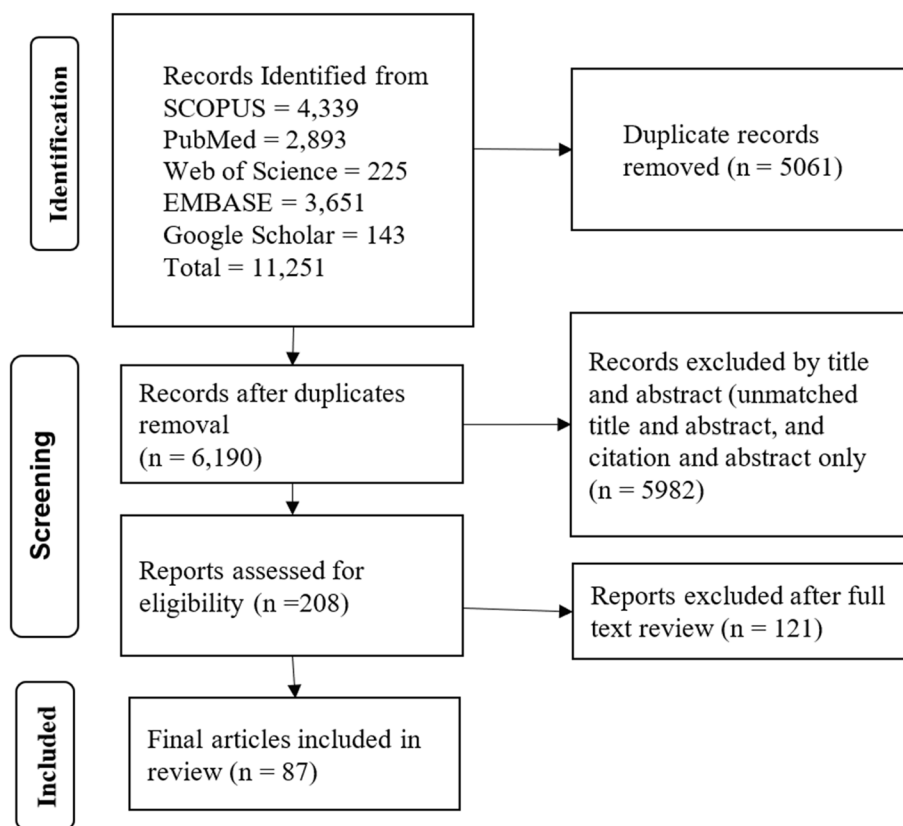 Identification
Records Identified from
SCOPUS = 4,339
PubMed = 2,893
Web of Science = 225
EMBASE = 3,651
Google Scholar = 143
Total = 11,251
Duplicate records
removed (n = 5061)
Screening
Records after duplicates
removal
(n = 6,190)
Records excluded by title
and abstract (unmatched
title and abstract, and
citation and abstract only
(n = 5982)
Reports assessed for
eligibility (n =208)
Reports excluded after full
text review (n = 121)
Included
Final articles included in
review (n = 87)